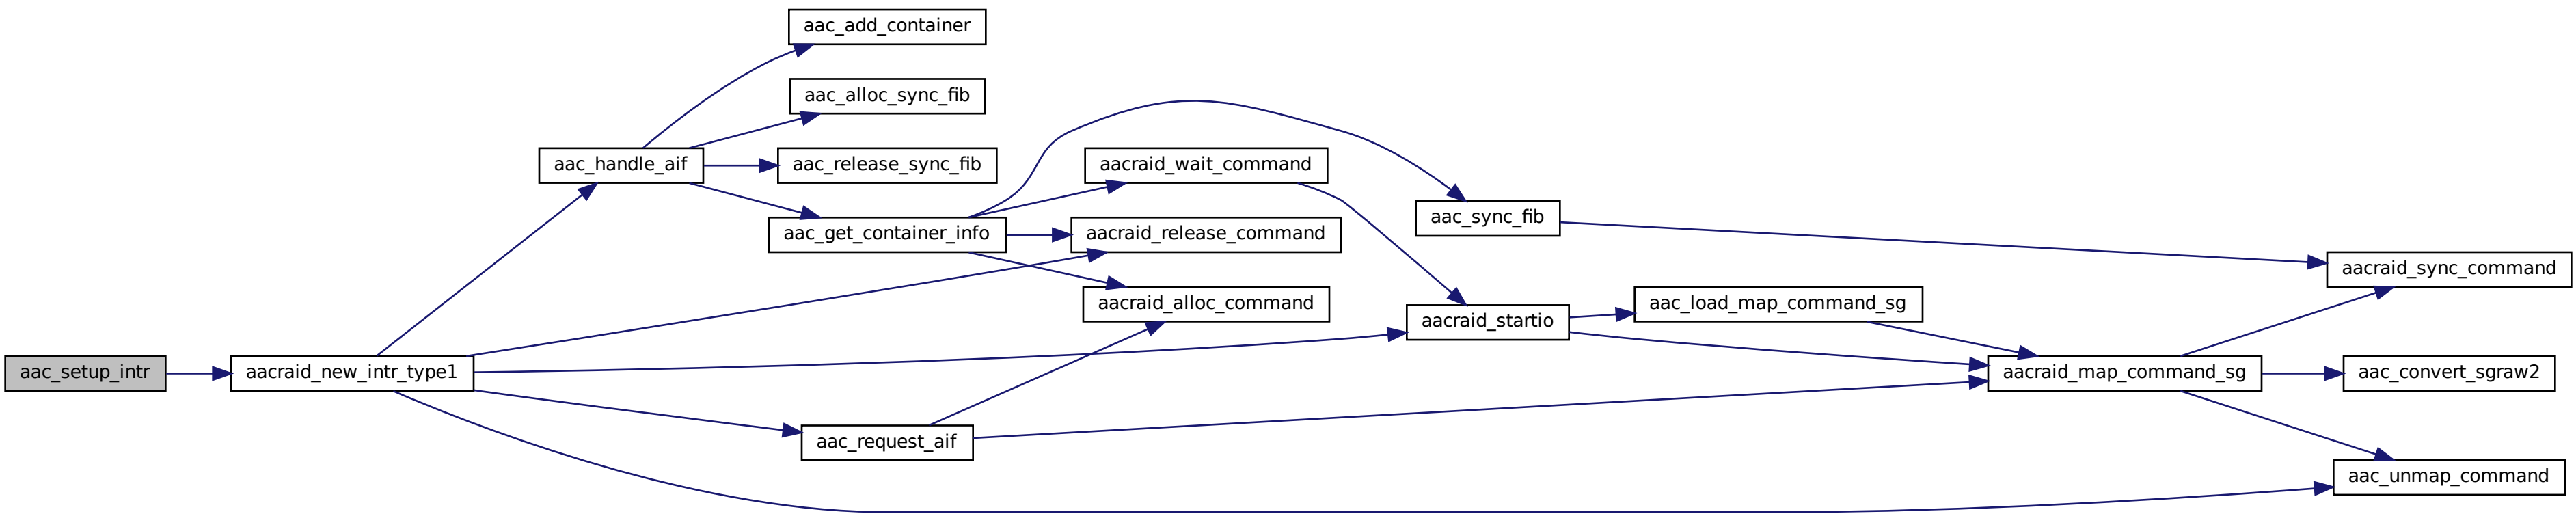 aac_setup_intr
aacraid_new_intr_type1
aac_handle_aif
aac_add_container
aac_alloc_sync_fib
aac_release_sync_fib
aac_get_container_info
aac_request_aif
aacraid_wait_command
aacraid_release_command
aacraid_alloc_command
aac_sync_fib
aacraid_startio
aac_load_map_command_sg
aacraid_map_command_sg
aacraid_sync_command
aac_convert_sgraw2
aac_unmap_command